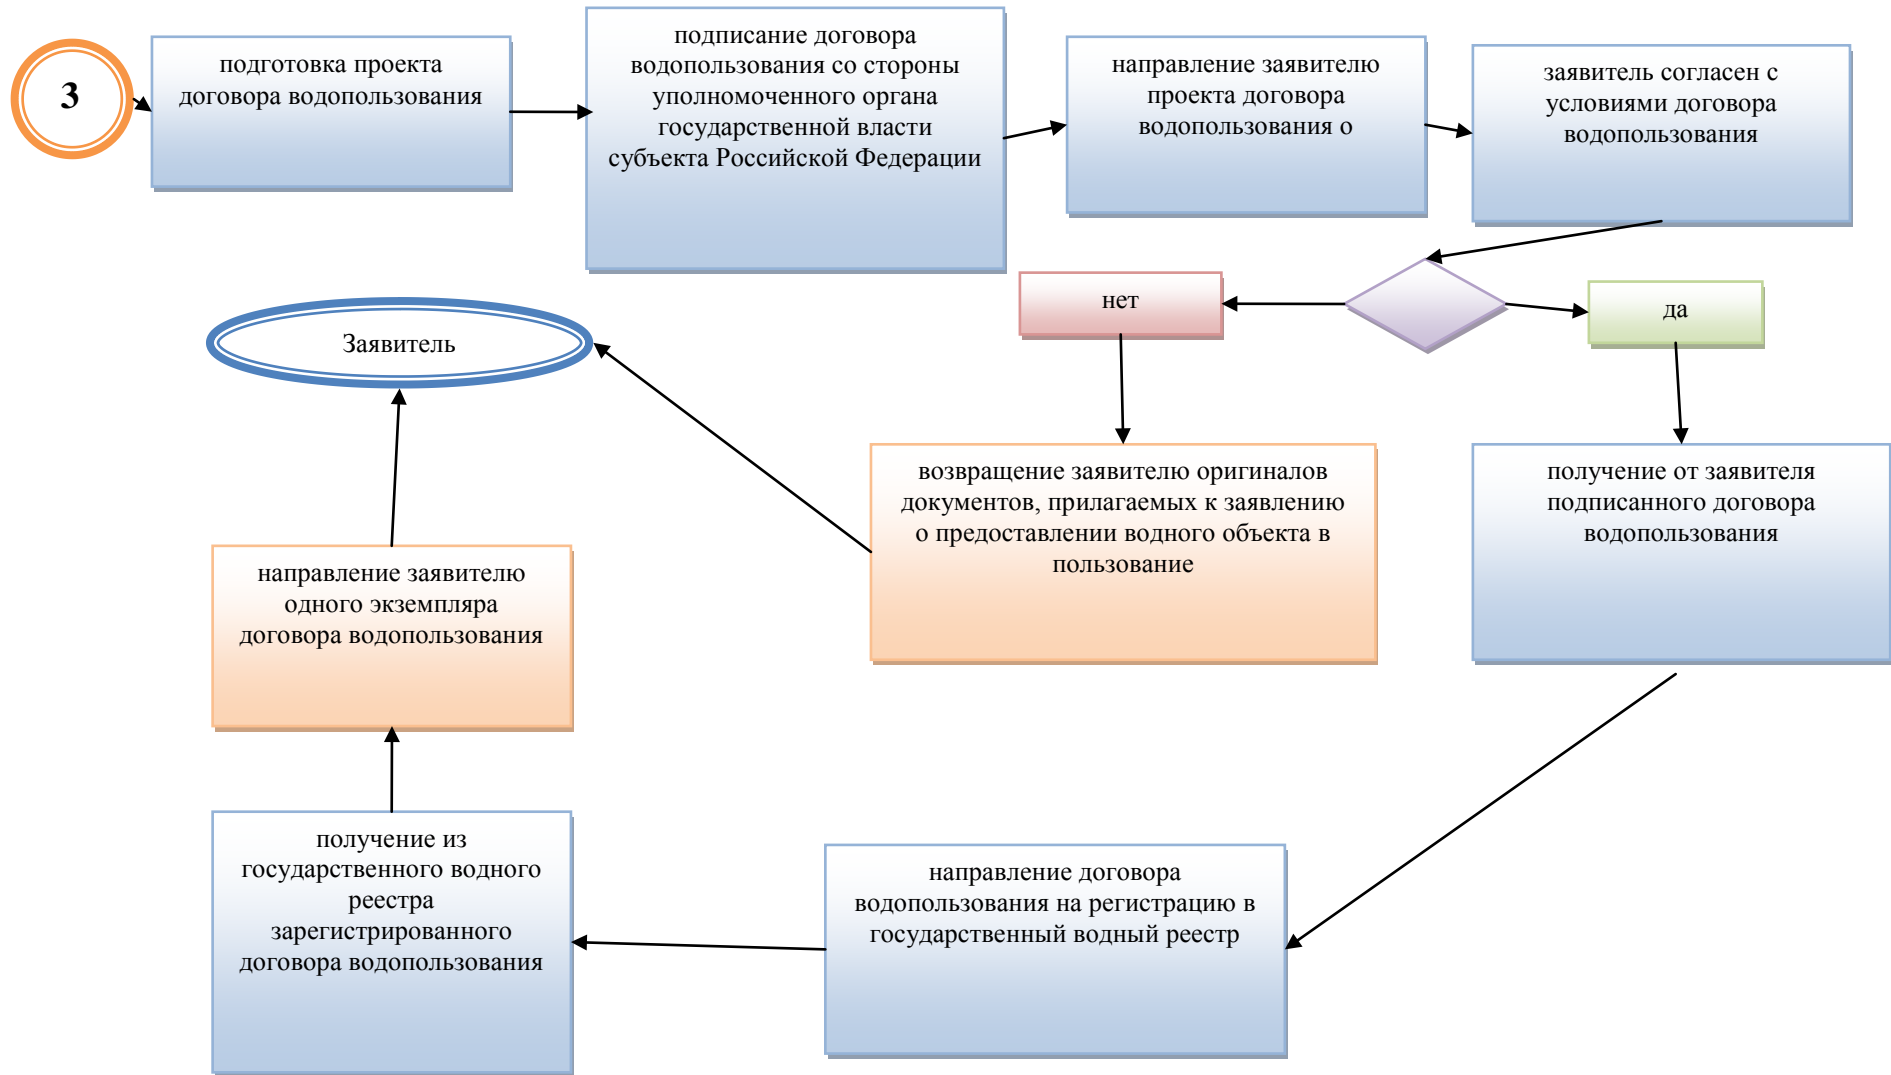 3
подготовка проекта
договора водопользования
подписание договора
водопользования со стороны
уполномоченного органа
государственной власти
субъекта Российской Федерации
направление заявителю
проекта договора
водопользования о
заявитель согласен с
условиями договора
водопользования
нет
да
Заявитель
возвращение заявителю оригиналов
документов, прилагаемых к заявлению
о предоставлении водного объекта в
пользование
получение от заявителя
подписанного договора
водопользования
направление заявителю
одного экземпляра
договора водопользования
получение из
государственного водного
реестра
зарегистрированного
договора водопользования
направление договора
водопользования на регистрацию в
государственный водный реестр